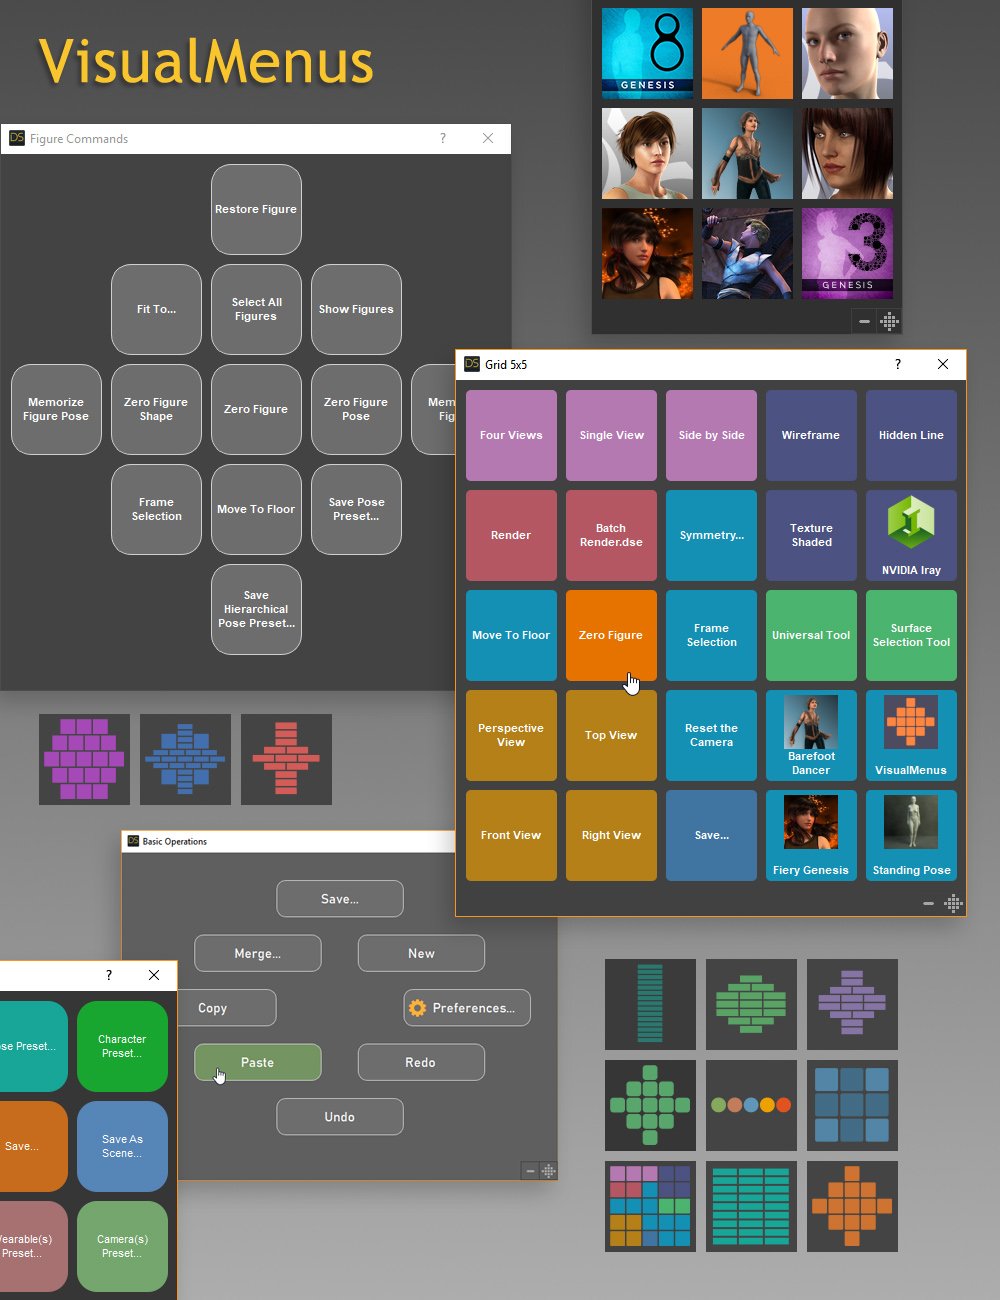 VisualMenus
8
GENESIS
3
GENESIS
DS Figure Commands ?
Restore Figure
Fit To...
Select All
Figures
Show Figures
Memorize
Figure Pose
Zero Figure
Shape
Zero Figure
Zero Figure
Pose
Mem
Fig
Frame
Selection
Move To Floor
Save Pose
Preset...
Save
Hierarchical
Pose Preset...
DS Grid 5x5 ?
Four Views
Single View
Side by Side
Wireframe
Hidden Line
Render
Batch
Render.dse
Symmetry...
Texture
Shaded
NVIDIA Iray
Move To Floor
Zero Figure
Frame
Selection
Universal Tool
Surface
Selection Tool
Perspective
View
Top View
Reset the
Camera
Barefoot
Dancer
VisualMenus
Front View
Right View
Save...
Fiery Genesis
Standing Pose
DS Basic Operations
Save...
Merge...
New
Copy
Preferences...
Paste
Redo
Undo
?
ose Preset...
Character
Preset...
Save...
Save As
Scene...
earable(s)
Preset...
Camera(s)
Preset...